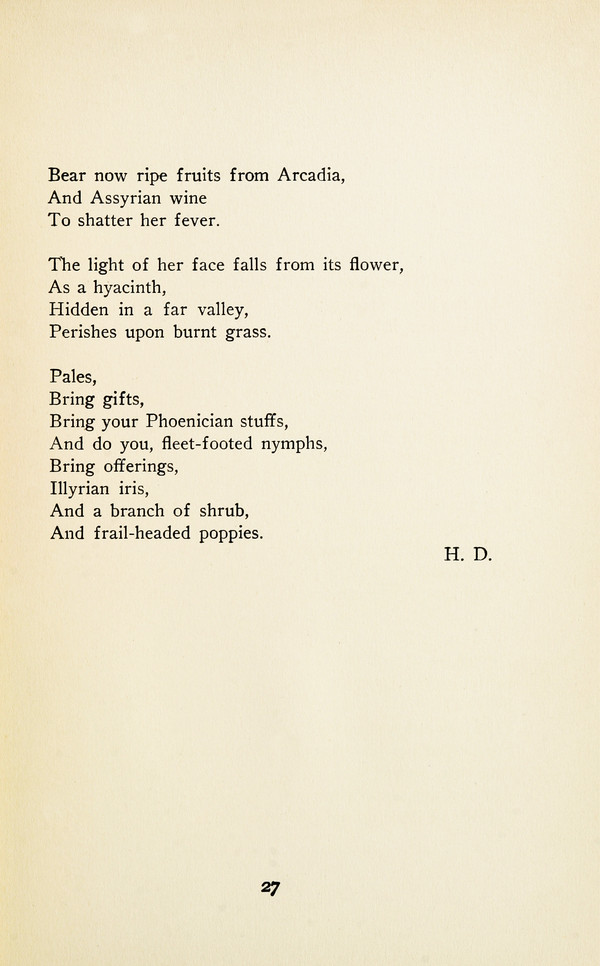 Bear now ripe fruits from Arcadia,
And Assyrian wine
To shatter her fever.
The light of her face falls from its flower,
As a hyacinth,
Hidden in a far valley,
Perishes upon burnt grass.
Pales,
Bring gifts,
Bring your Phoenician stuffs,
And do you, fleet-footed nymphs,
Bring offerings,
Illyrian iris,
And a branch of shrub,
And frail-headed poppies.
H. D.
27